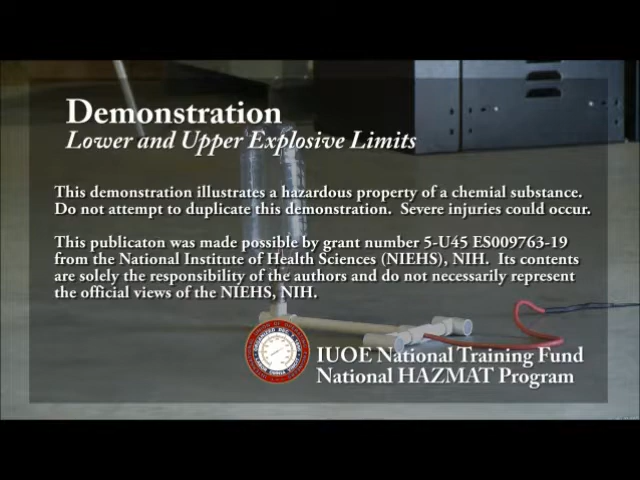 Demonstration
Lower and Upper Explosive Limits
This demonstration illustrates a hazardous property of a chemial substance.
Do not attempt to duplicate this demonstration. Severe injuries could occur.
This publicaton was made possible by grant number 5-U45 ES009763-19
from the National Institute of Health Sciences (NIEHS), NIH. Its contents
are solely the responsibility of the authors and do not necessarily represent
the official views of the NIEHS, NIH.
IUOE National Training Fund
National HAZMAT Program